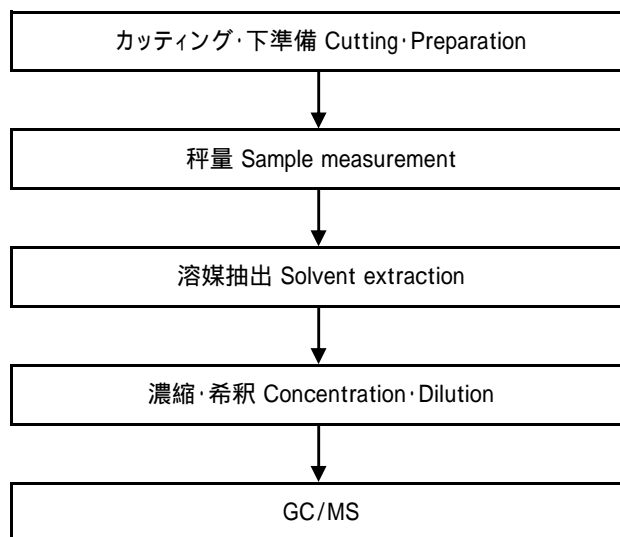 カッティング・下準備 Cutting・Preparation
秤量 Sample measurement
溶媒抽出 Solvent extraction
濃縮・希釈 Concentration・Dilution
GC/MS